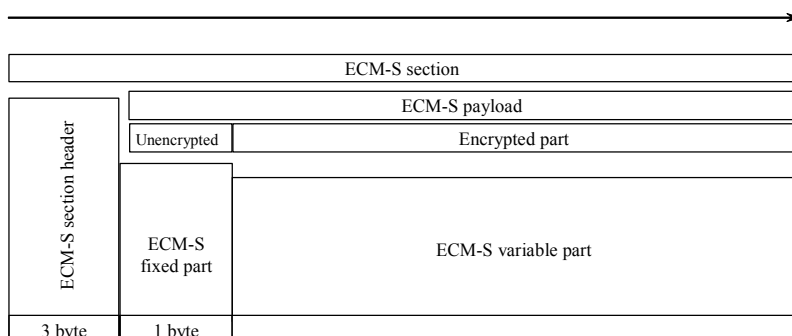 ECM-S section
ECM-S payload
Unencrypted
Encrypted part
ECM-S section header
ECM-S
fixed part
ECM-S variable part
3 byte
1 byte